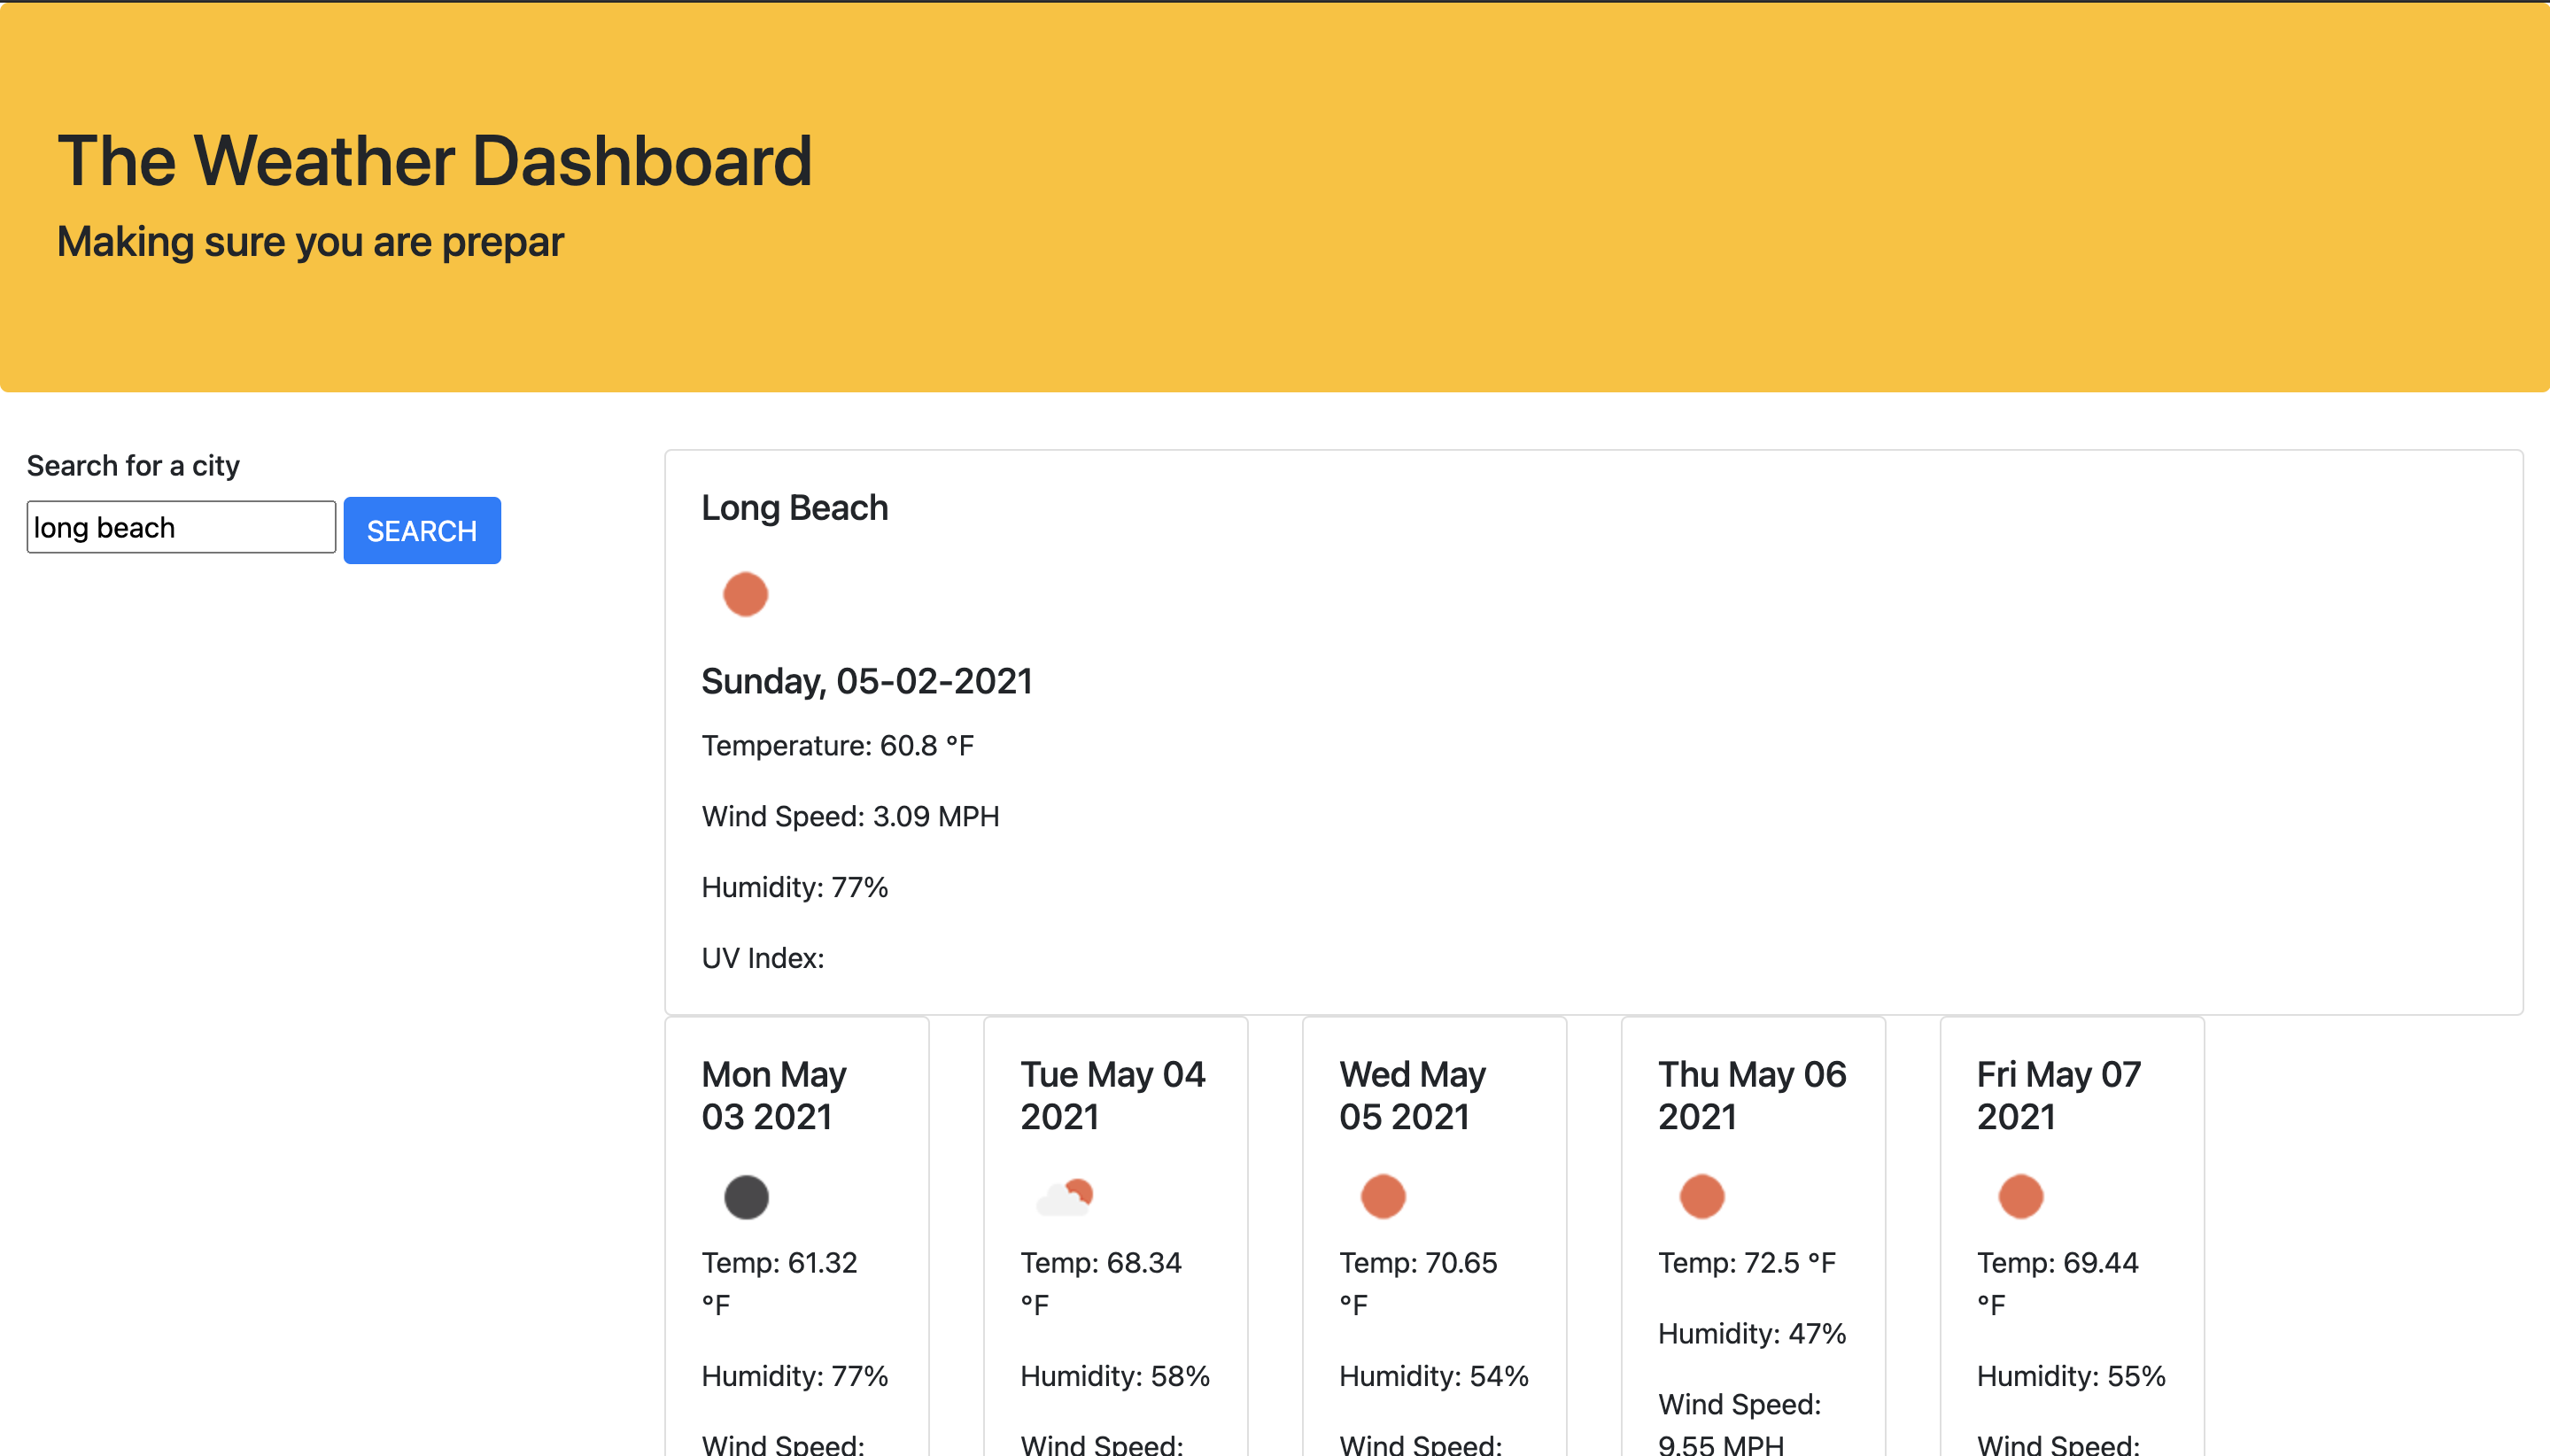 The Weather Dashboard
Making sure you are prepar
Search for a city
long beach
SEARCH
Long Beach
Sunday, 05-02-2021
Temperature: 60.8 °F
Wind Speed: 3.09 MPH
Humidity: 77%
UV Index:
Mon May
03 2021
Temp: 61.32
°F
Humidity: 77%
Wind Speed:
Tue May 04
2021
Temp: 68.34
°F
Humidity: 58%
Wind Speed:
Wed May
05 2021
Temp: 70.65
°F
Humidity: 54%
Wind Speed:
Thu May 06
2021
Temp: 72.5 °F
Humidity: 47%
Wind Speed:
9.55 MPH
Fri May 07
2021
Temp: 69.44
°F
Humidity: 55%
Wind Speed: